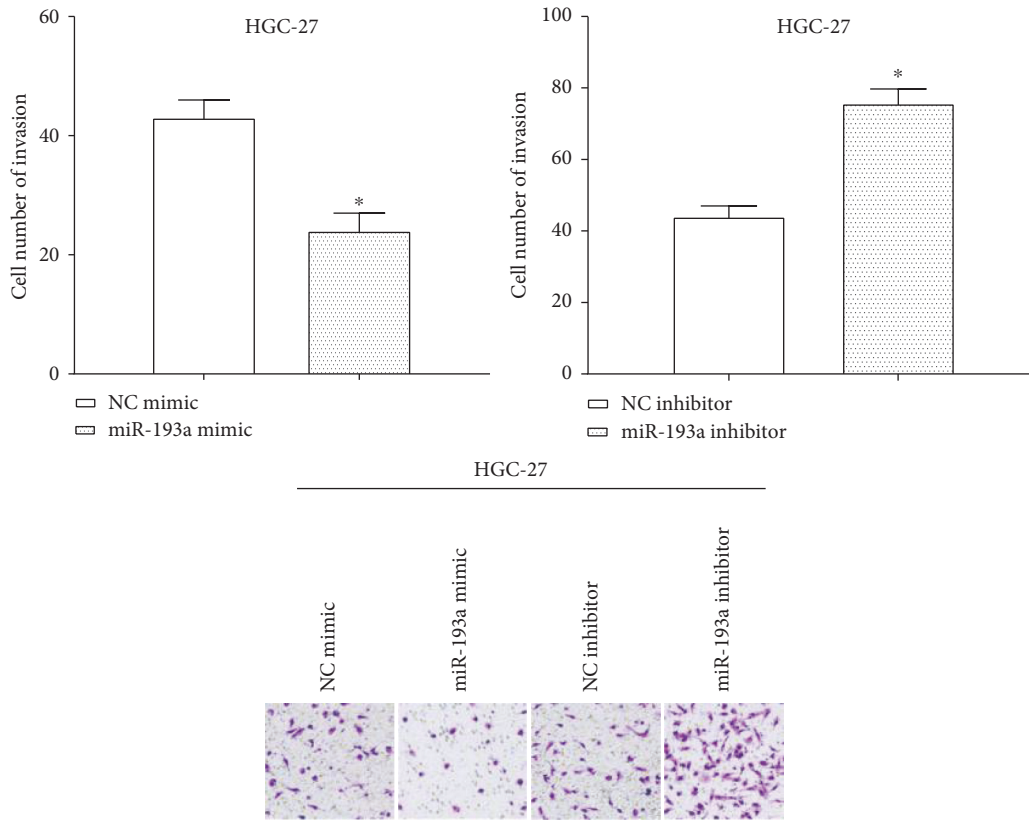 HGC-27
Cell number of invasion
60
40
20
0
*
NC mimic
miR-193a mimic
HGC-27
Cell number of invasion
100
80
60
40
20
0
*
NC inhibitor
miR-193a inhibitor
HGC-27
NC mimic
miR-193a mimic
NC inhibitor
miR-193a inhibitor